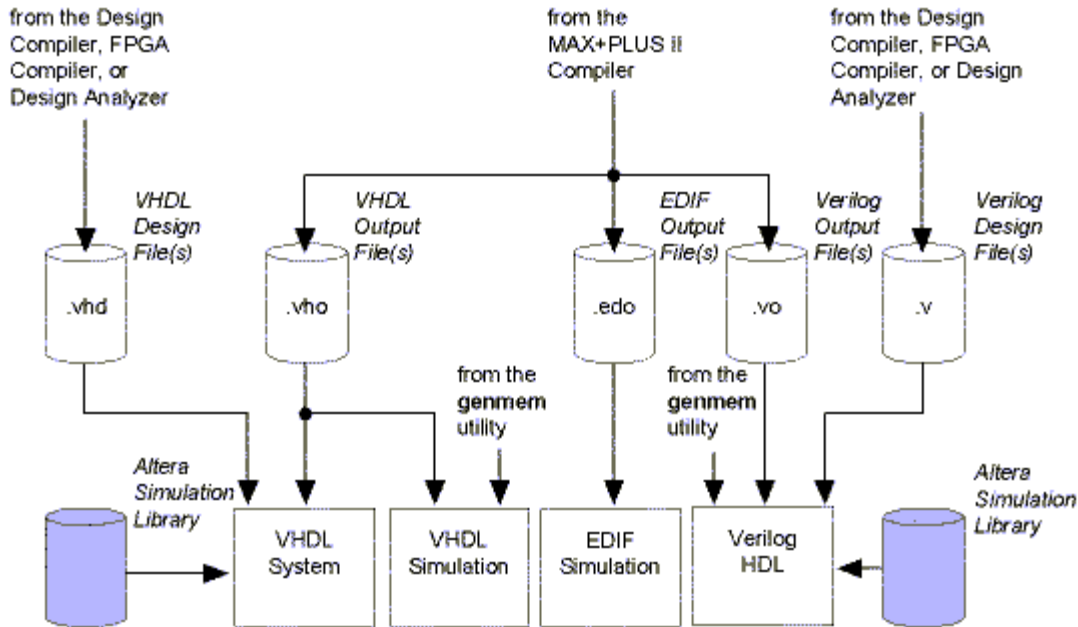 from the Design
Compiler, FPGA
Compiler, or
Design Analyzer
from the
MAX+PLUS II
Compiler
from the Design
Compiler, FPGA
Compiler, or Design
Analyzer
VHDL
Design
File(s)
VHDL
Output
File(s)
EDIF
Output
File(s)
Verilog
Output
File(s)
Verilog
Design
File(s)
.vhd
.vho
.edo
.vo
.v
from the
genmem
utility
from the
genmem
utility
Altera
Simulation
Library
VHDL
System
VHDL
Simulation
EDIF
Simulation
Verilog
HDL
Altera
Simulation
Library